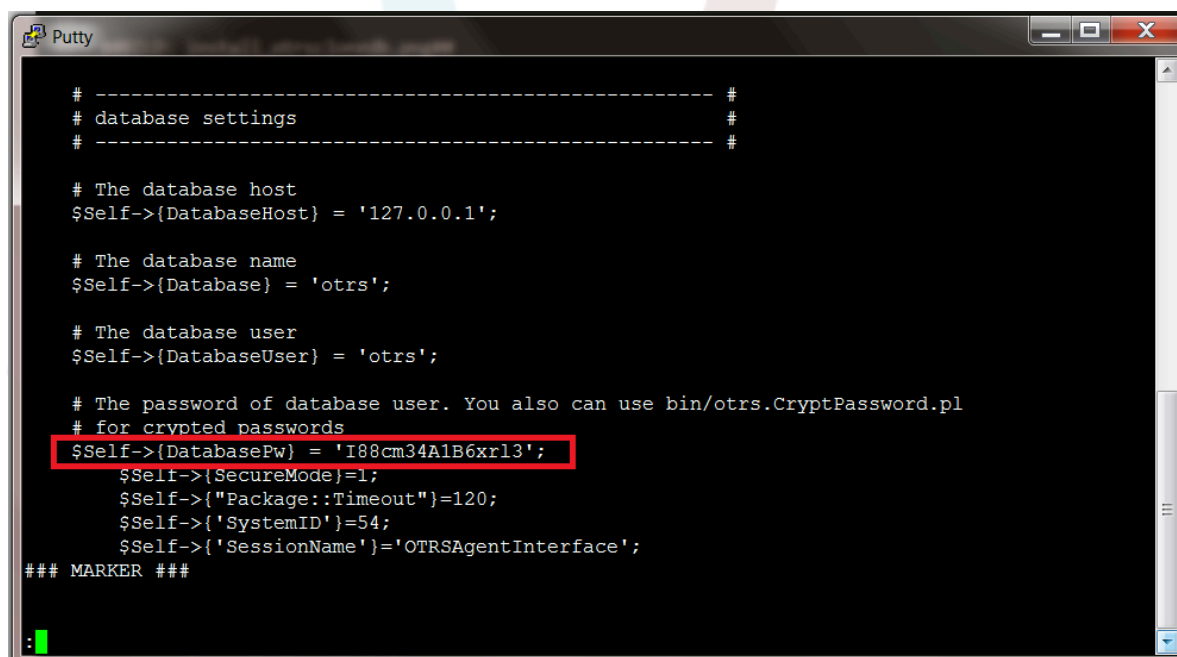 Putty
# ---------------------------------------------------- #
# database settings #
# ---------------------------------------------------- #
# The database host
$Self->{DatabaseHost} = '127.0.0.1';
# The database name
$Self->{Database} = 'otrs';
# The database user
$Self->{DatabaseUser} = 'otrs';
# The password of database user. You also can use bin/otrs.CryptPassword.pl
# for crypted passwords
$Self->{DatabasePw} = 'I88cm34A1B6xrl3';
$Self->{SecureMode}=1;
$Self->{"Package::Timeout"}=120;
$Self->{'SystemID'}=54;
$Self->{'SessionName'}='OTRSAgentInterface';
### MARKER ###
: